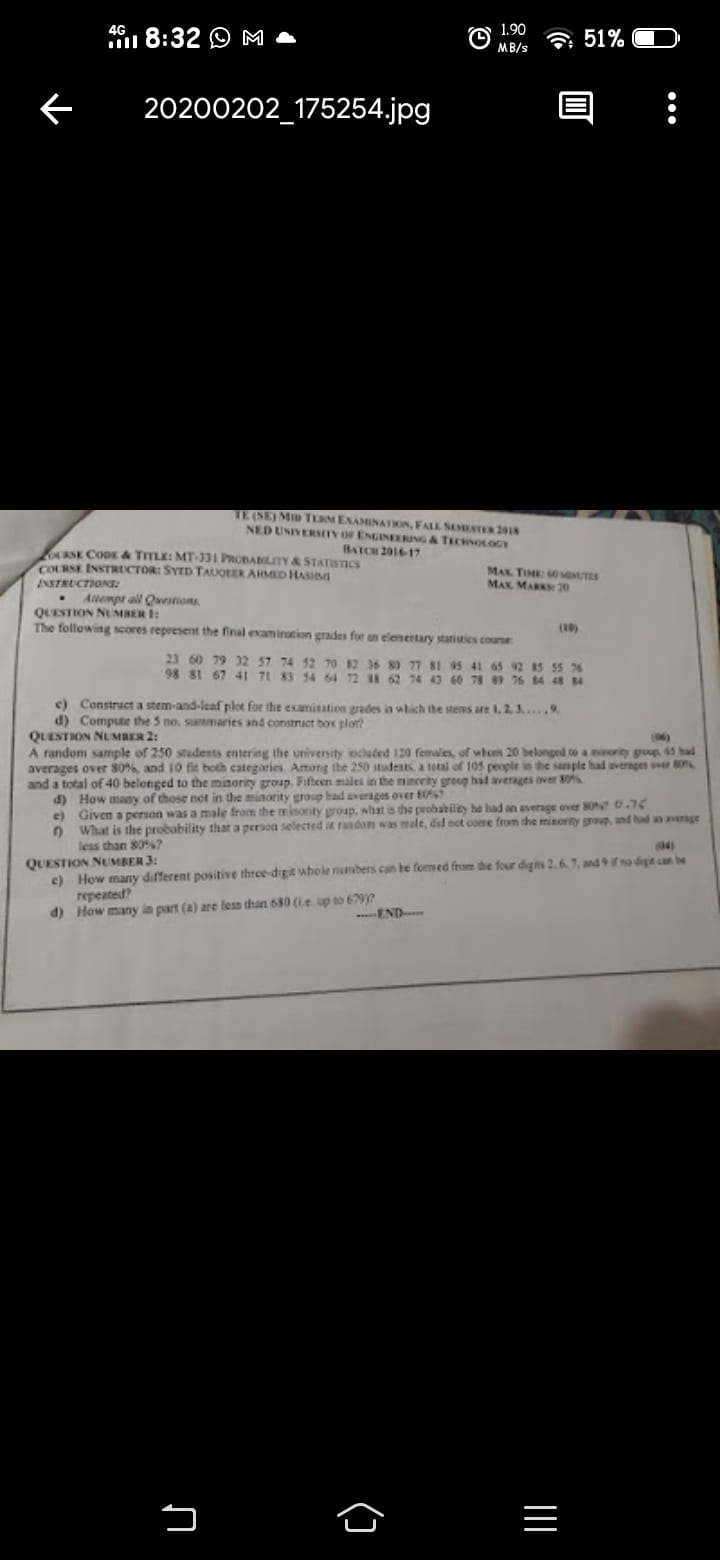 4G 8:32 1.90 MB/s 51%
20200202_175254.jpg
TE (SE) MID TERM EXAMINATION, FALL SEMESTER 2018
NED UNIVERSITY OF ENGINEERING & TECHNOLOGY
BATCH 2016-17
COURSE CODE & TITLE: MT-331 PROBABILITY & STATISTICS
COURSE INSTRUCTOR: SYED TAUQEER AHMED HASHMI
MAX. TIME: 60 MINUTES
MAX. MARKS: 20
INSTRUCTIONS:
• Attempt all Questions.
QUESTION NUMBER 1:
(10)
The following scores represent the final examination grades for an elementary statistics course:
23 60 79 32 57 74 52 70 82 36 80 77 81 95 41 65 92 85 55 76
98 81 67 41 71 83 54 64 72 88 62 74 43 60 78 89 76 84 48 84
c) Construct a stem-and-leaf plot for the examination grades in which the stems are 1, 2, 3, . . . , 9.
d) Compute the 5 no. summaries and construct box plot?
QUESTION NUMBER 2:
(06)
A random sample of 250 students entering the university included 120 females, of whom 20 belonged to a minority group, 65 had
averages over 80%, and 10 fit both categories. Among the 250 students, a total of 105 people in the sample had averages over 80%,
and a total of 40 belonged to the minority group. Fifteen males in the minority group had averages over 80%.
d) How many of those not in the minority group had averages over 80%?
e) Given a person was a male from the minority group, what is the probability he had an average over 80%?
f) What is the probability that a person selected at random was male, did not come from the minority group, and had an average
less than 80%?
QUESTION NUMBER 3:
(04)
c) How many different positive three-digit whole numbers can be formed from the four digits 2, 6, 7, and 9 if no digit can be
repeated?
d) How many in part (a) are less than 680 (i.e. up to 679)?
-----END-----